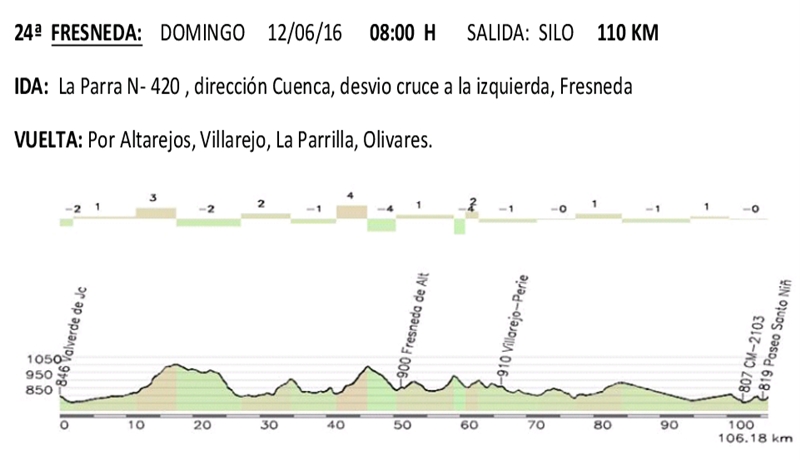 24ª FRESNEDA: DOMINGO 12/06/16 08:00 H SALIDA: SILO 110 KM
IDA: La Parra N- 420 , dirección Cuenca, desvio cruce a la izquierda, Fresneda
VUELTA: Por Altarejos, Villarejo, La Parrilla, Olivares.
-2 1 3 -2 2 -1 4 -4 1 -4 2 -1 -0 1 -1 1 -0
846 Valverde de Jc
900 Fresneda de Alt
910 Villarejo-Perie
807 CM-2103
819 Paseo Santo Niñ
1050
950
850
0 10 20 30 40 50 60 70 80 90 100
106.18 km